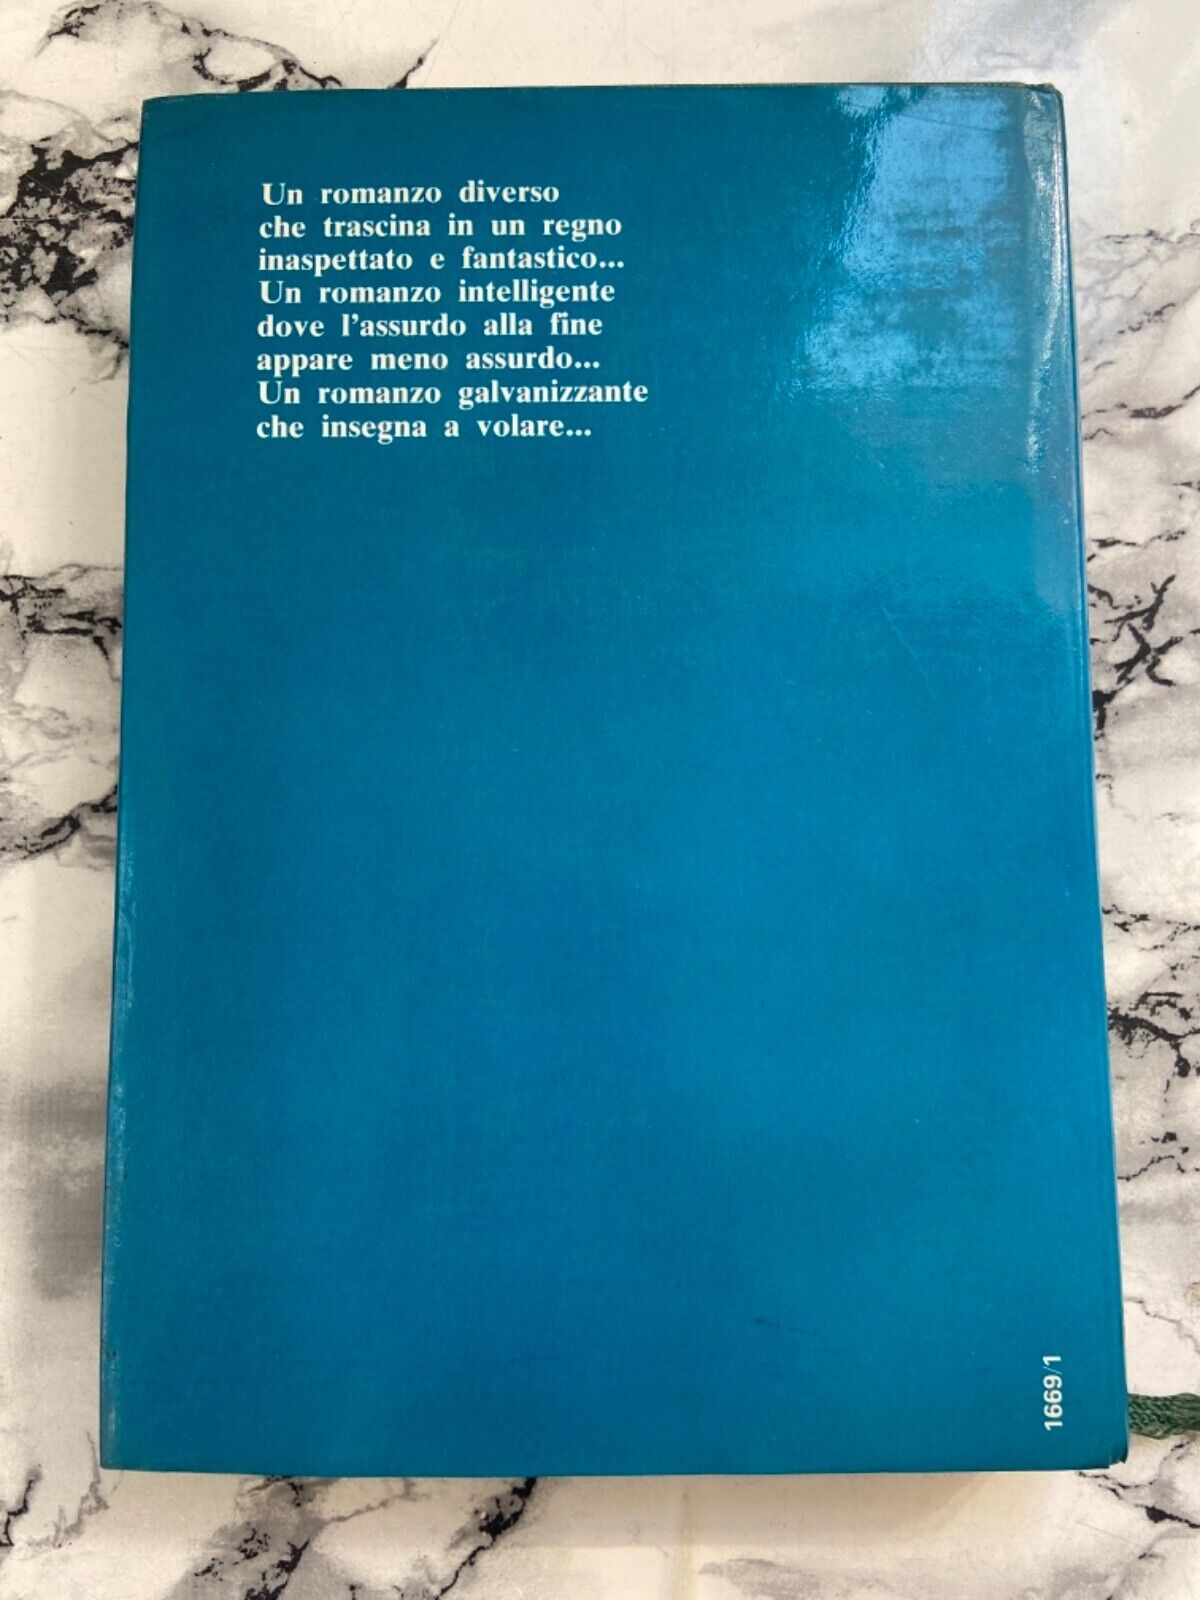 Un romanzo diverso
che trascina in un regno
inaspettato e fantastico...
Un romanzo intelligente
dove l'assurdo alla fine
appare meno assurdo...
Un romanzo galvanizzante
che insegna a volare...
1669/1